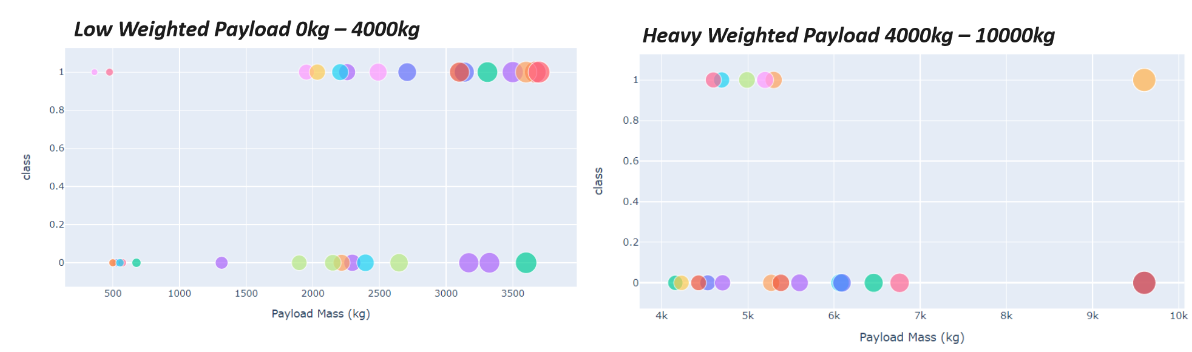 Low Weighted Payload 0kg – 4000kg
1
0.8
0.6
0.4
0.2
0
class
500
1000
1500
2000
2500
3000
3500
Payload Mass (kg)
Heavy Weighted Payload 4000kg – 10000kg
1
0.8
0.6
0.4
0.2
0
class
4k
5k
6k
7k
8k
9k
10k
Payload Mass (kg)